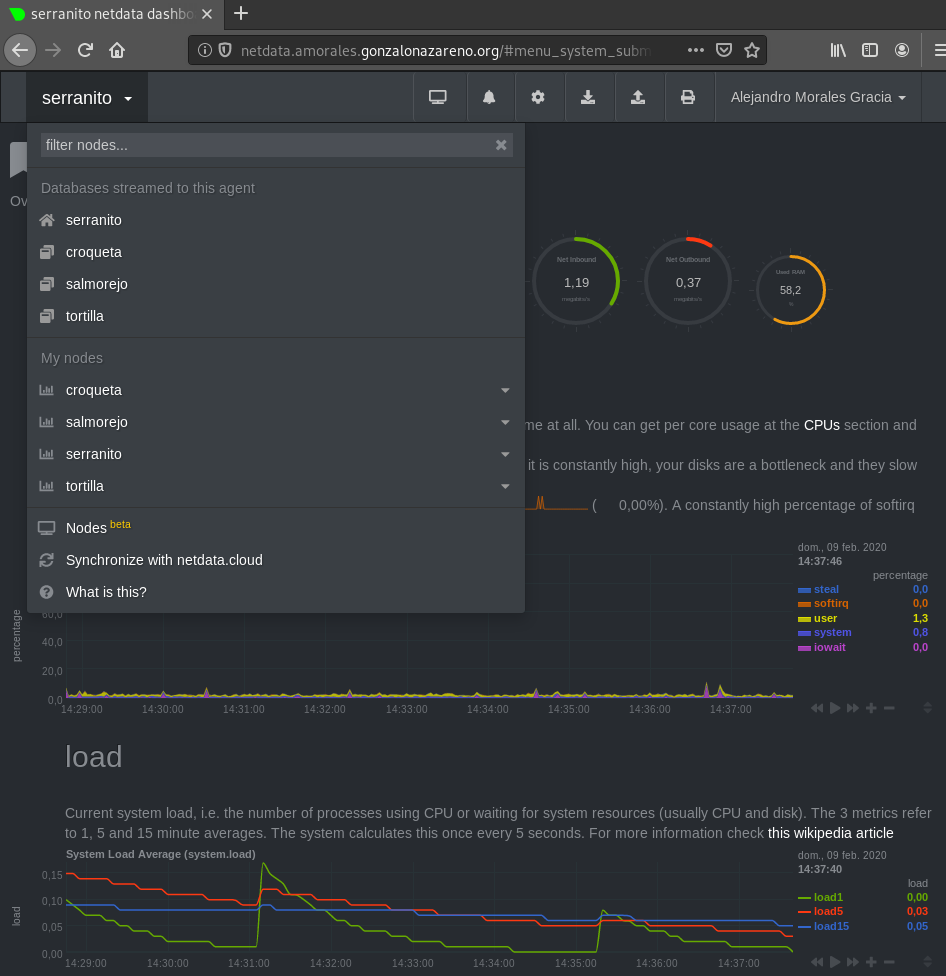 serranito netdata dashbo
netdata.amorales.gonzalonazareno.org/#menu_system_subm
serranito
Alejandro Morales Gracia
filter nodes...
Databases streamed to this agent
serranito
croqueta
salmorejo
tortilla
My nodes
croqueta
salmorejo
serranito
tortilla
Nodes beta
Synchronize with netdata.cloud
What is this?
Ov
Net Inbound
1,19
megabits/s
Net Outbound
0,37
megabits/s
Used RAM
58,2
%
me at all. You can get per core usage at the CPUs section and
it is constantly high, your disks are a bottleneck and they slow
( 0,00%). A constantly high percentage of softirq
dom., 09 feb. 2020
14:37:46
percentage
steal 0,0
softirq 0,0
user 1,3
system 0,8
iowait 0,0
percentage
60,0
40,0
20,0
0,0
14:29:00 14:30:00 14:31:00 14:32:00 14:33:00 14:34:00 14:35:00 14:36:00 14:37:00
load
Current system load, i.e. the number of processes using CPU or waiting for system resources (usually CPU and disk). The 3 metrics refer
to 1, 5 and 15 minute averages. The system calculates this once every 5 seconds. For more information check this wikipedia article
System Load Average (system.load)
dom., 09 feb. 2020
14:37:40
load
load1 0,00
load5 0,03
load15 0,05
load
0,15
0,10
0,05
0,00
14:29:00 14:30:00 14:31:00 14:32:00 14:33:00 14:34:00 14:35:00 14:36:00 14:37:00